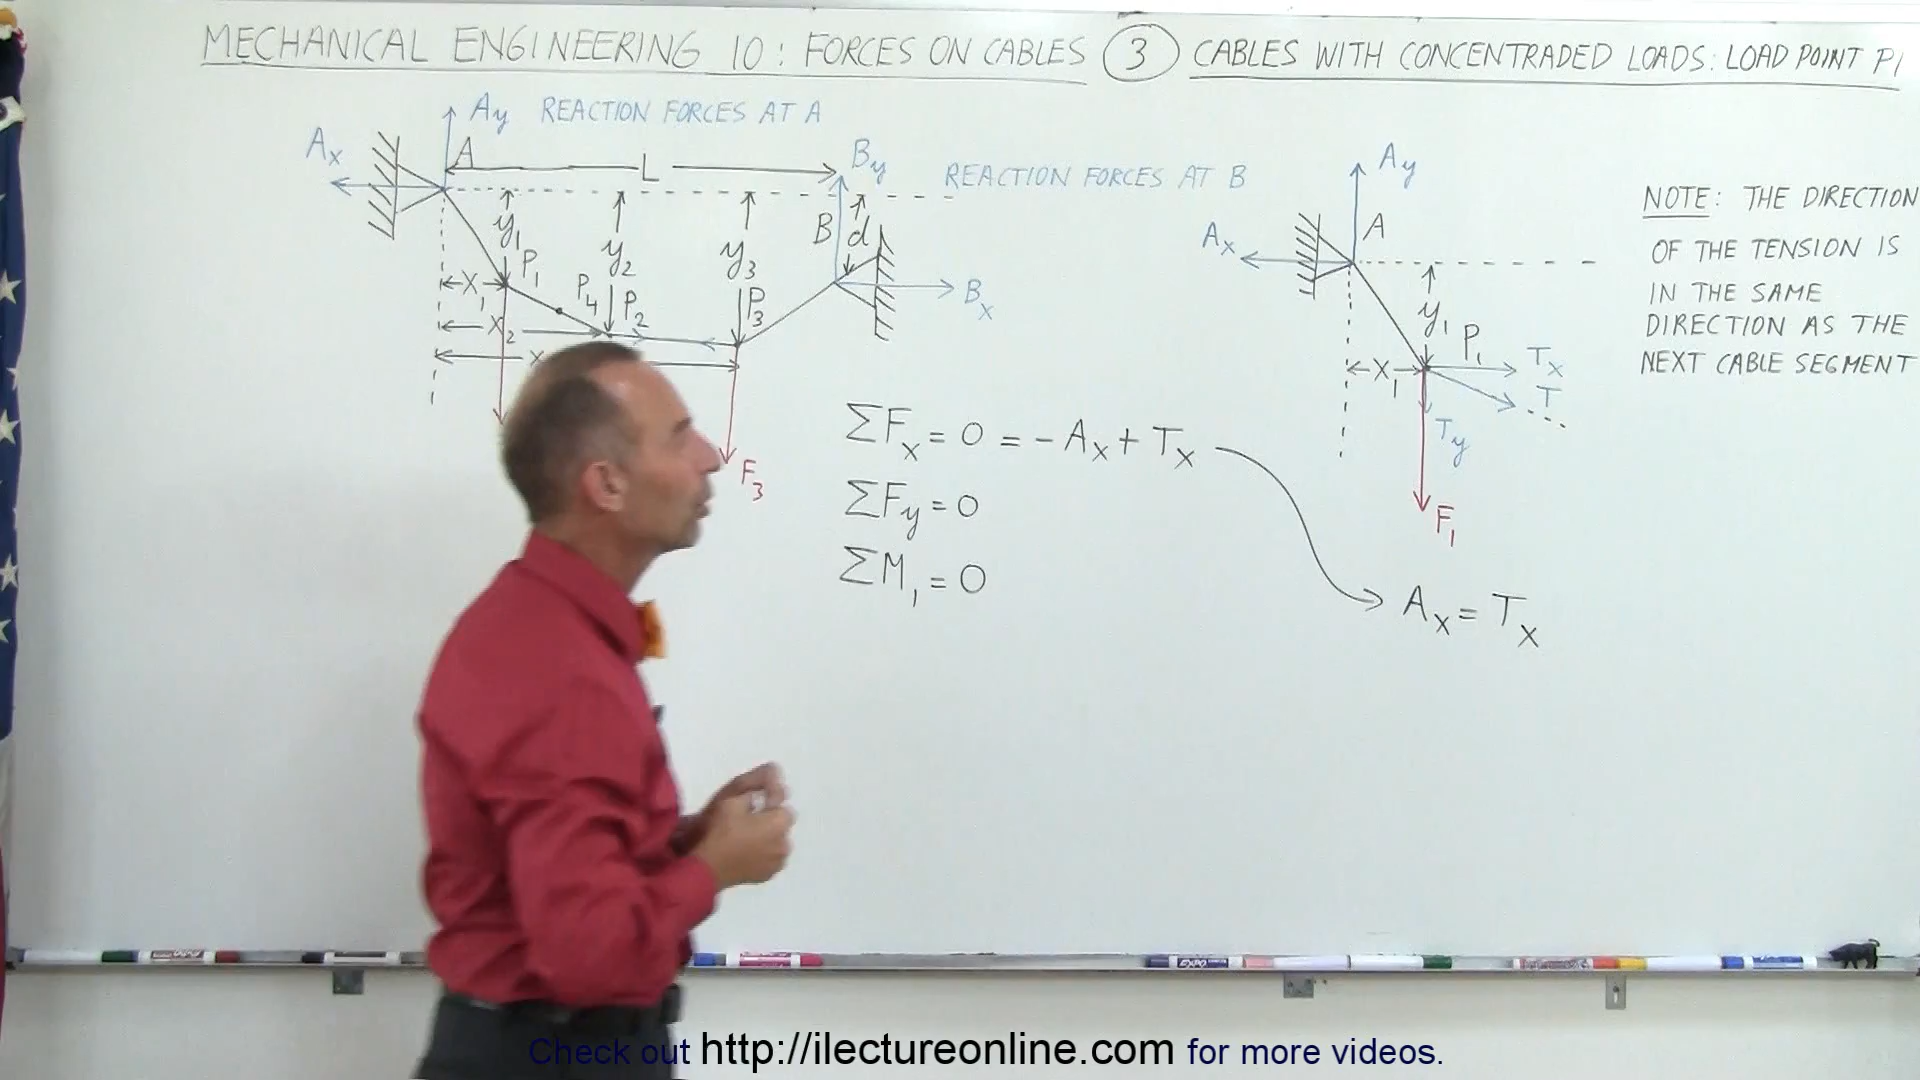 MECHANICAL ENGINEERING 10: FORCES ON CABLES 3 CABLES WITH CONCENTRADED LOADS: LOAD POINT P1
Ay REACTION FORCES AT A
Ax
A
L
By
REACTION FORCES AT B
y1
y2
y3
B
d
P1
x1
P4
P2
P3
Bx
x2
x
F3
Ay
Ax
A
y1
P1
x1
Tx
T
Ty
F1
NOTE: THE DIRECTION
OF THE TENSION IS
IN THE SAME
DIRECTION AS THE
NEXT CABLE SEGMENT
ΣFx = 0 = -Ax + Tx
ΣFy = 0
ΣM1 = 0
Ax = Tx
Check out http://ilectureonline.com for more videos.